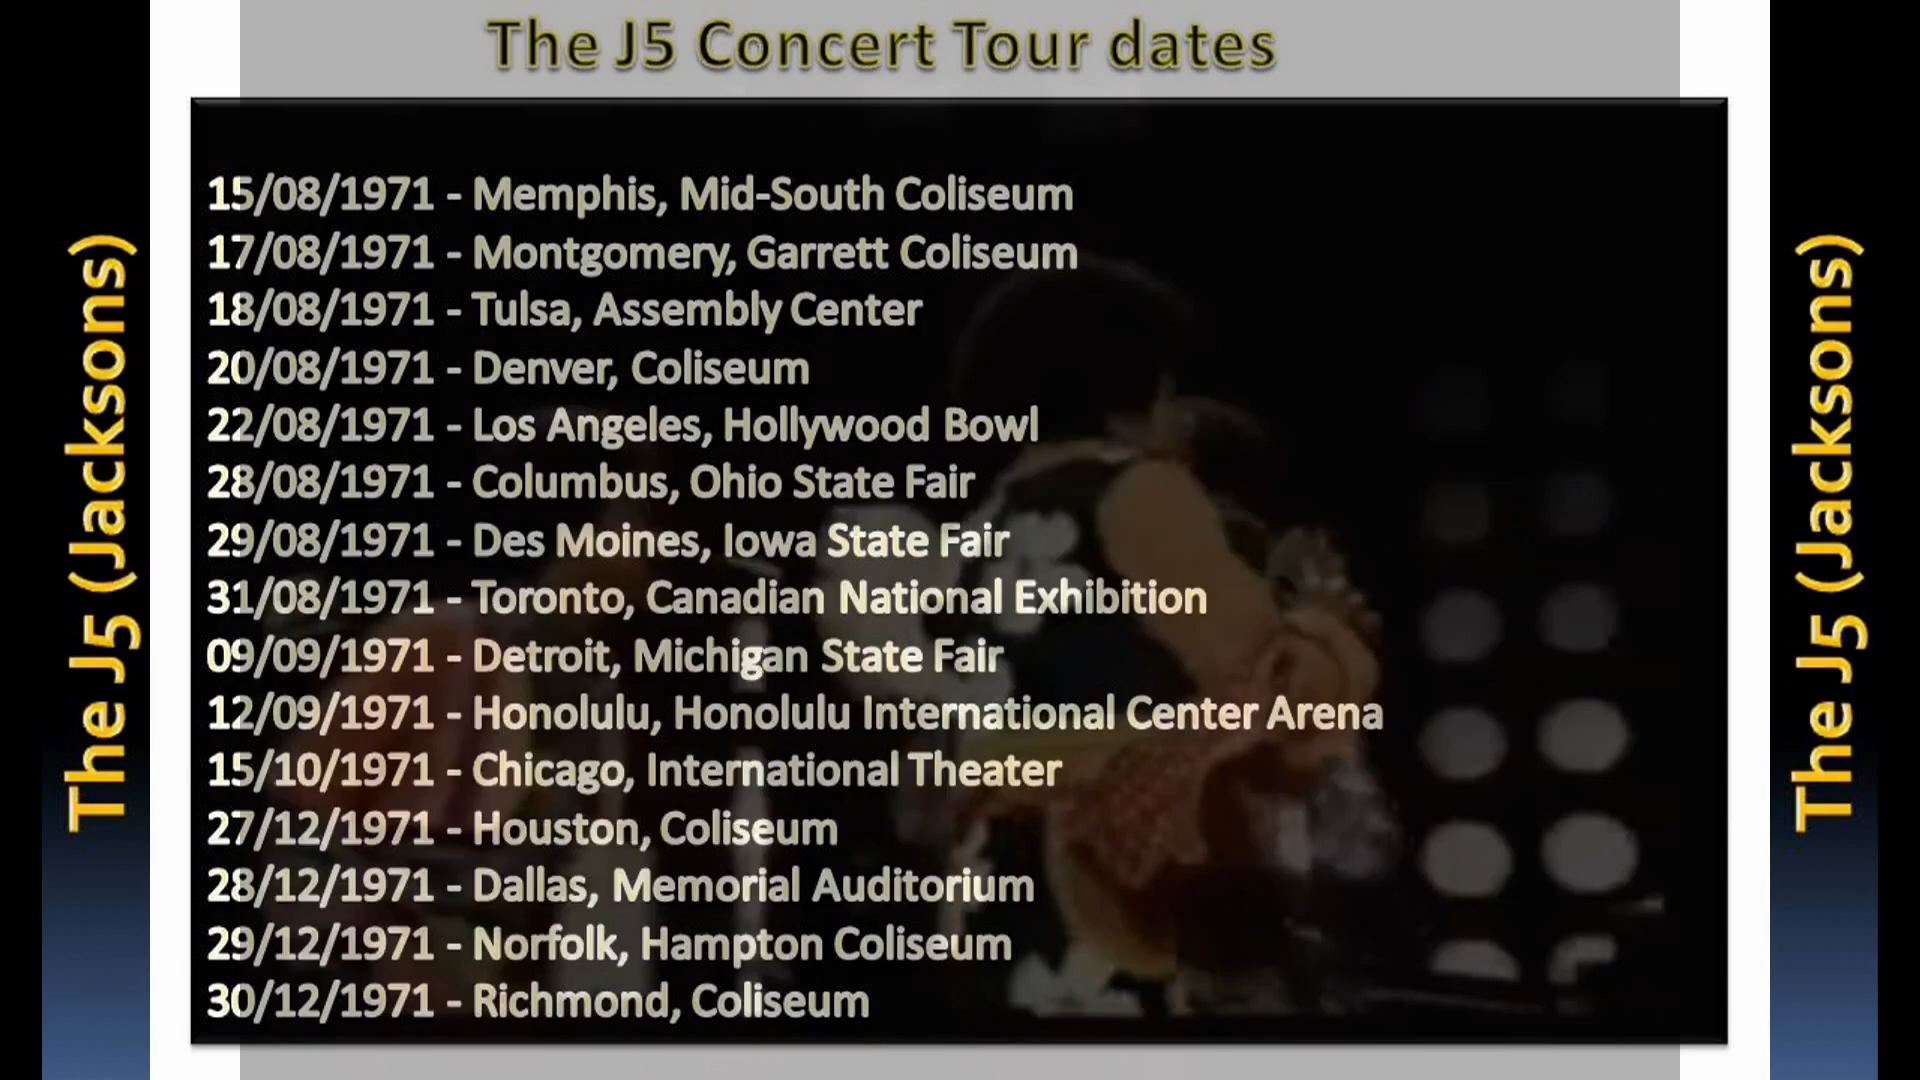 The J5 Concert Tour dates
The J5 (Jacksons)
15/08/1971 - Memphis, Mid-South Coliseum
17/08/1971 - Montgomery, Garrett Coliseum
18/08/1971 - Tulsa, Assembly Center
20/08/1971 - Denver, Coliseum
22/08/1971 - Los Angeles, Hollywood Bowl
28/08/1971 - Columbus, Ohio State Fair
29/08/1971 - Des Moines, Iowa State Fair
31/08/1971 - Toronto, Canadian National Exhibition
09/09/1971 - Detroit, Michigan State Fair
12/09/1971 - Honolulu, Honolulu International Center Arena
15/10/1971 - Chicago, International Theater
27/12/1971 - Houston, Coliseum
28/12/1971 - Dallas, Memorial Auditorium
29/12/1971 - Norfolk, Hampton Coliseum
30/12/1971 - Richmond, Coliseum
The J5 (Jacksons)